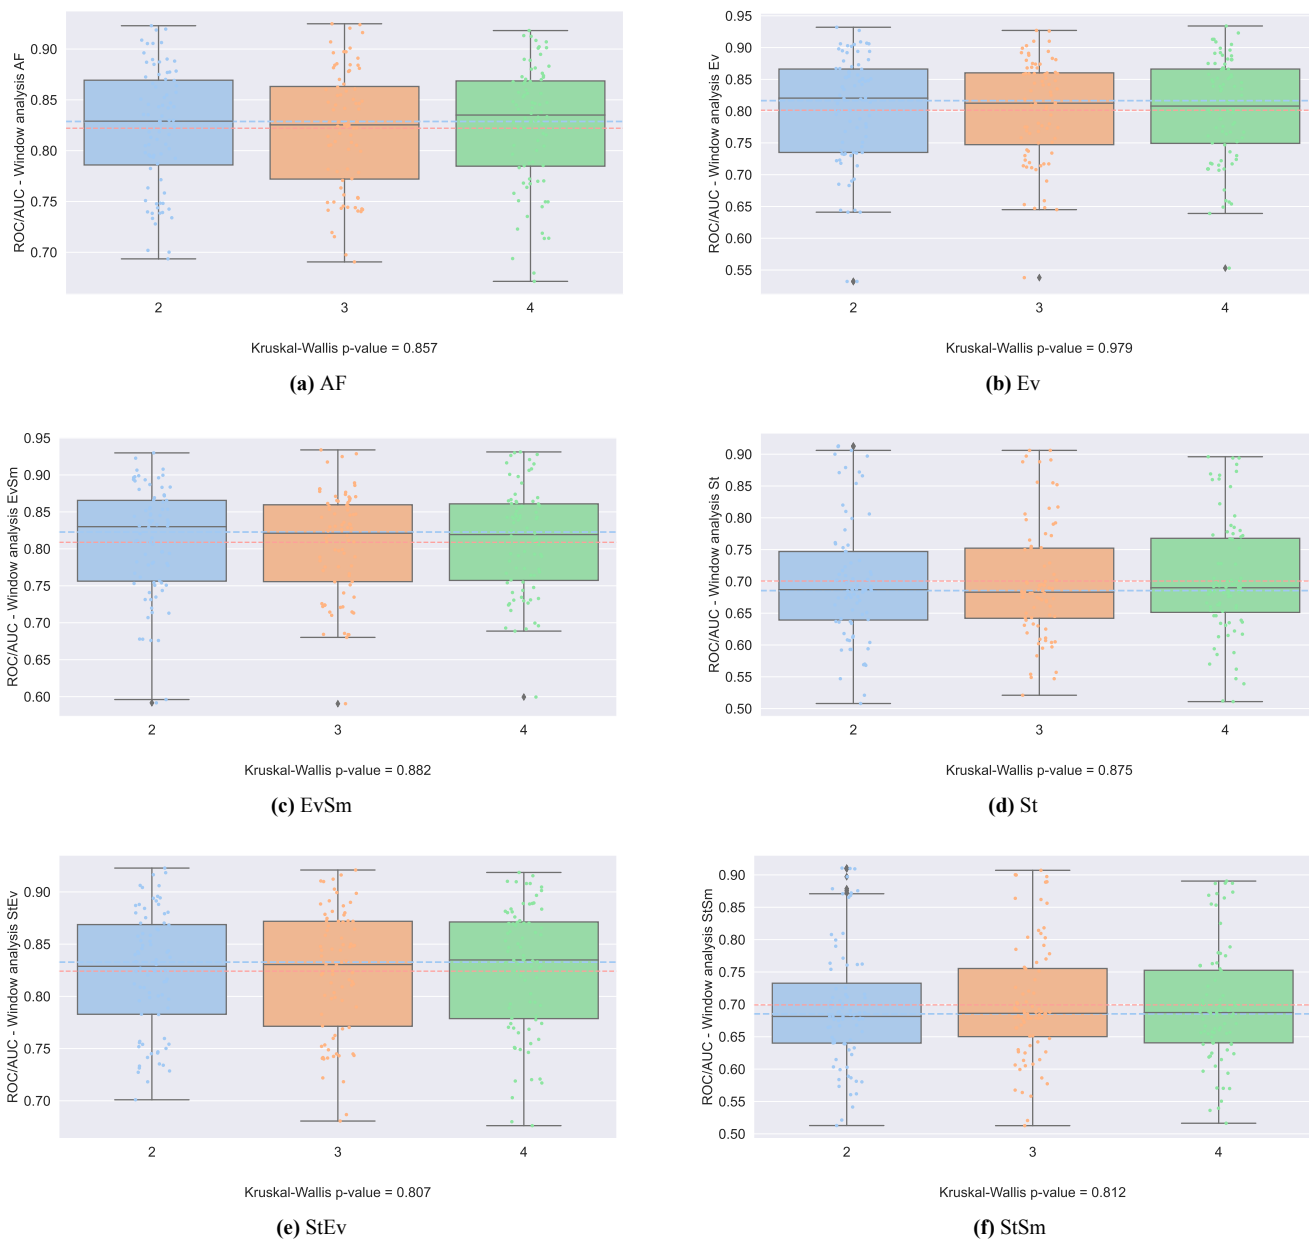 ROC/AUC - Window analysis AF
0.90
0.85
0.80
0.75
0.70
2 3 4
Kruskal-Wallis p-value = 0.857
(a) AF
ROC/AUC - Window analysis Ev
0.95
0.90
0.85
0.80
0.75
0.70
0.65
0.60
0.55
2 3 4
Kruskal-Wallis p-value = 0.979
(b) Ev
ROC/AUC - Window analysis EvSm
0.95
0.90
0.85
0.80
0.75
0.70
0.65
0.60
2 3 4
Kruskal-Wallis p-value = 0.882
(c) EvSm
ROC/AUC - Window analysis St
0.90
0.85
0.80
0.75
0.70
0.65
0.60
0.55
0.50
2 3 4
Kruskal-Wallis p-value = 0.875
(d) St
ROC/AUC - Window analysis StEv
0.90
0.85
0.80
0.75
0.70
2 3 4
Kruskal-Wallis p-value = 0.807
(e) StEv
ROC/AUC - Window analysis StSm
0.90
0.85
0.80
0.75
0.70
0.65
0.60
0.55
0.50
2 3 4
Kruskal-Wallis p-value = 0.812
(f) StSm